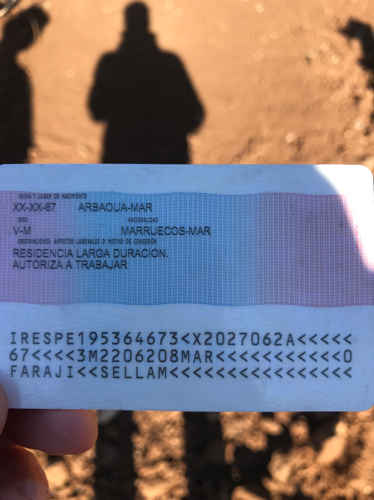 FECHA Y LUGAR DE NACIMIENTO
XX-XX-67 ARBAOUA-MAR
SEXO NACIONALIDAD
V-M MARRUECOS-MAR
OBSERVACIONES ASPECTOS LABORALES O MOTIVO DE CONCESIÓN
RESIDENCIA LARGA DURACION.
AUTORIZA A TRABAJAR
IRESPE195364673<X2027062A<<<<<
67<<<<3M2206208MAR<<<<<<<<<<<0
FARAJI<<SELLAM<<<<<<<<<<<<<<<<